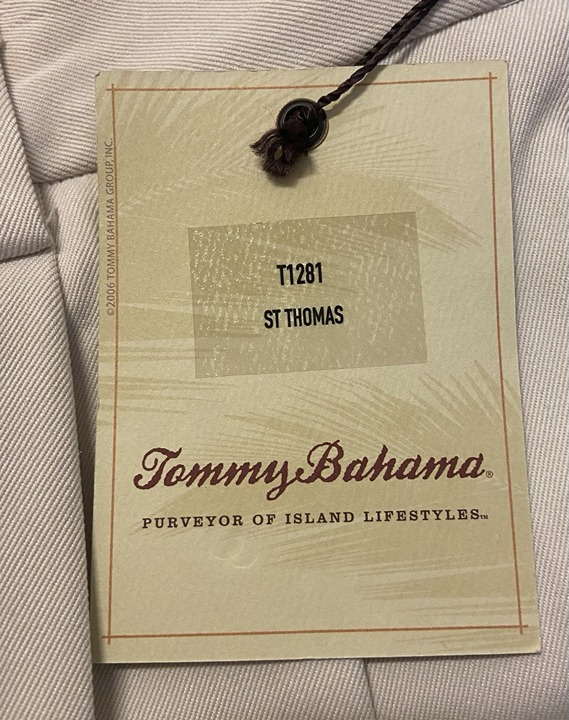 ©2006 TOMMY BAHAMA GROUP, INC.
T1281
ST THOMAS
Tommy Bahama®
PURVEYOR OF ISLAND LIFESTYLES™